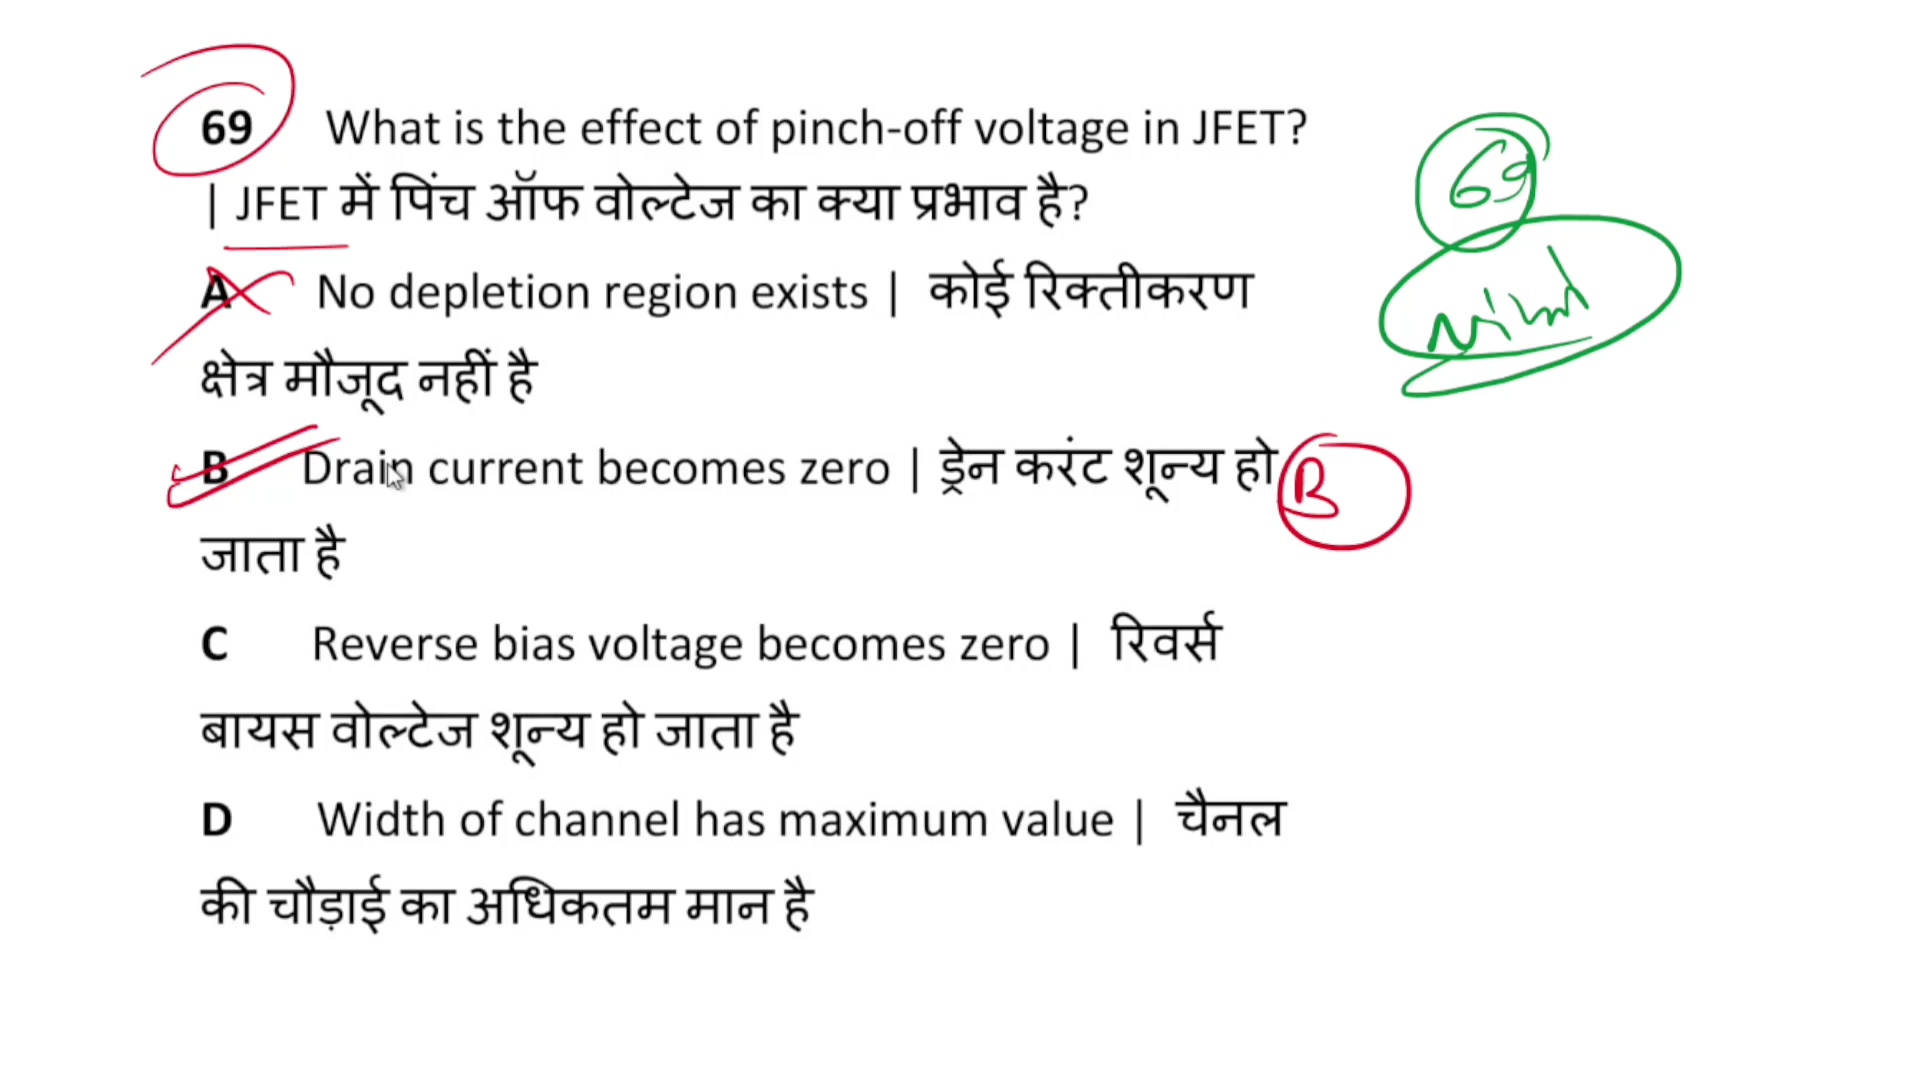 69 What is the effect of pinch-off voltage in JFET?
| JFET में पिंच ऑफ वोल्टेज का क्या प्रभाव है?
69
A No depletion region exists | कोई रिक्तीकरण
क्षेत्र मौजूद नहीं है
B Drain current becomes zero | ड्रेन करंट शून्य हो
B
जाता है
C Reverse bias voltage becomes zero | रिवर्स
बायस वोल्टेज शून्य हो जाता है
D Width of channel has maximum value | चैनल
की चौड़ाई का अधिकतम मान है